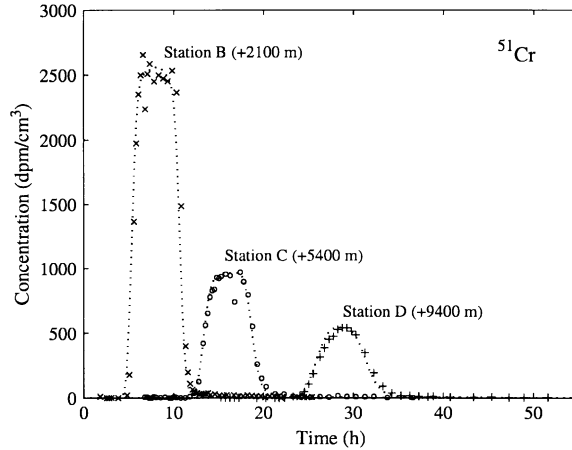 3000
2500
2000
1500
1000
500
0
Concentration (dpm/cm³)
Station B (+2100 m)
⁵¹Cr
Station C (+5400 m)
Station D (+9400 m)
0 10 20 30 40 50
Time (h)